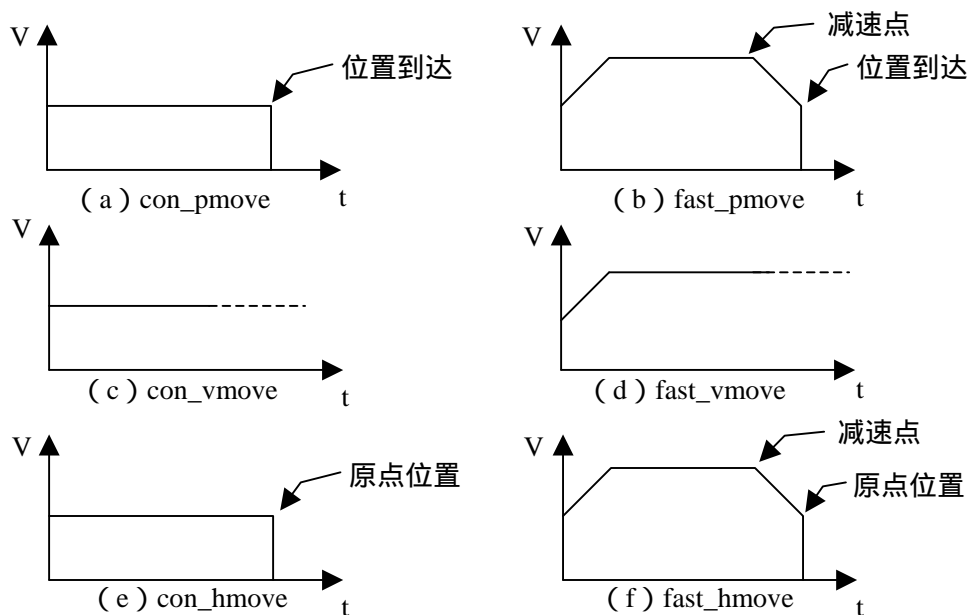 V
位置到达
(a) con_pmove
t
V
减速点
位置到达
(b) fast_pmove
t
V
(c) con_vmove
t
V
(d) fast_vmove
t
V
原点位置
(e) con_hmove
t
V
减速点
原点位置
(f) fast_hmove
t